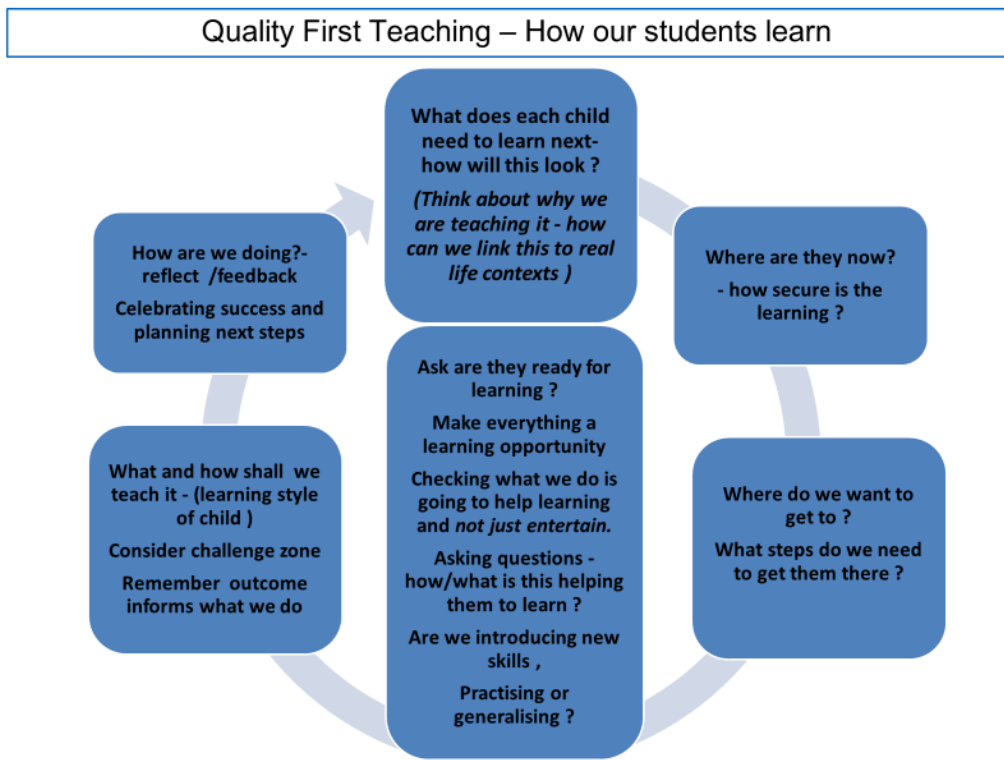 Quality First Teaching – How our students learn
What does each child
need to learn next-
how will this look ?
(Think about why we
are teaching it - how
can we link this to real
life contexts )
Where are they now?
- how secure is the
learning ?
Where do we want to
get to ?
What steps do we need
to get them there ?
Ask are they ready for
learning ?
Make everything a
learning opportunity
Checking what we do is
going to help learning
and not just entertain.
Asking questions -
how/what is this helping
them to learn ?
Are we introducing new
skills ,
Practising or
generalising ?
What and how shall  we
teach it - (learning style
of child )
Consider challenge zone
Remember  outcome
informs what we do
How are we doing?-
reflect  /feedback
Celebrating success and
planning next steps